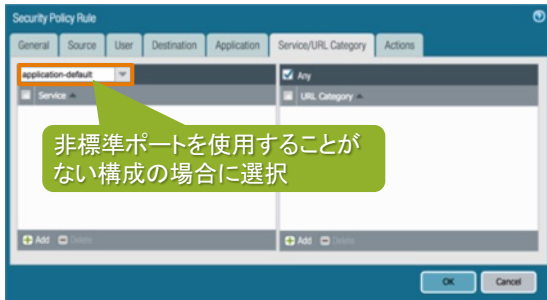 Security Policy Rule
General Source User Destination Application Service/URL Category Actions
application-default
Any
Service
URL Category
非標準ポートを使用することが
ない構成の場合に選択
Add Delete
Add Delete
OK Cancel